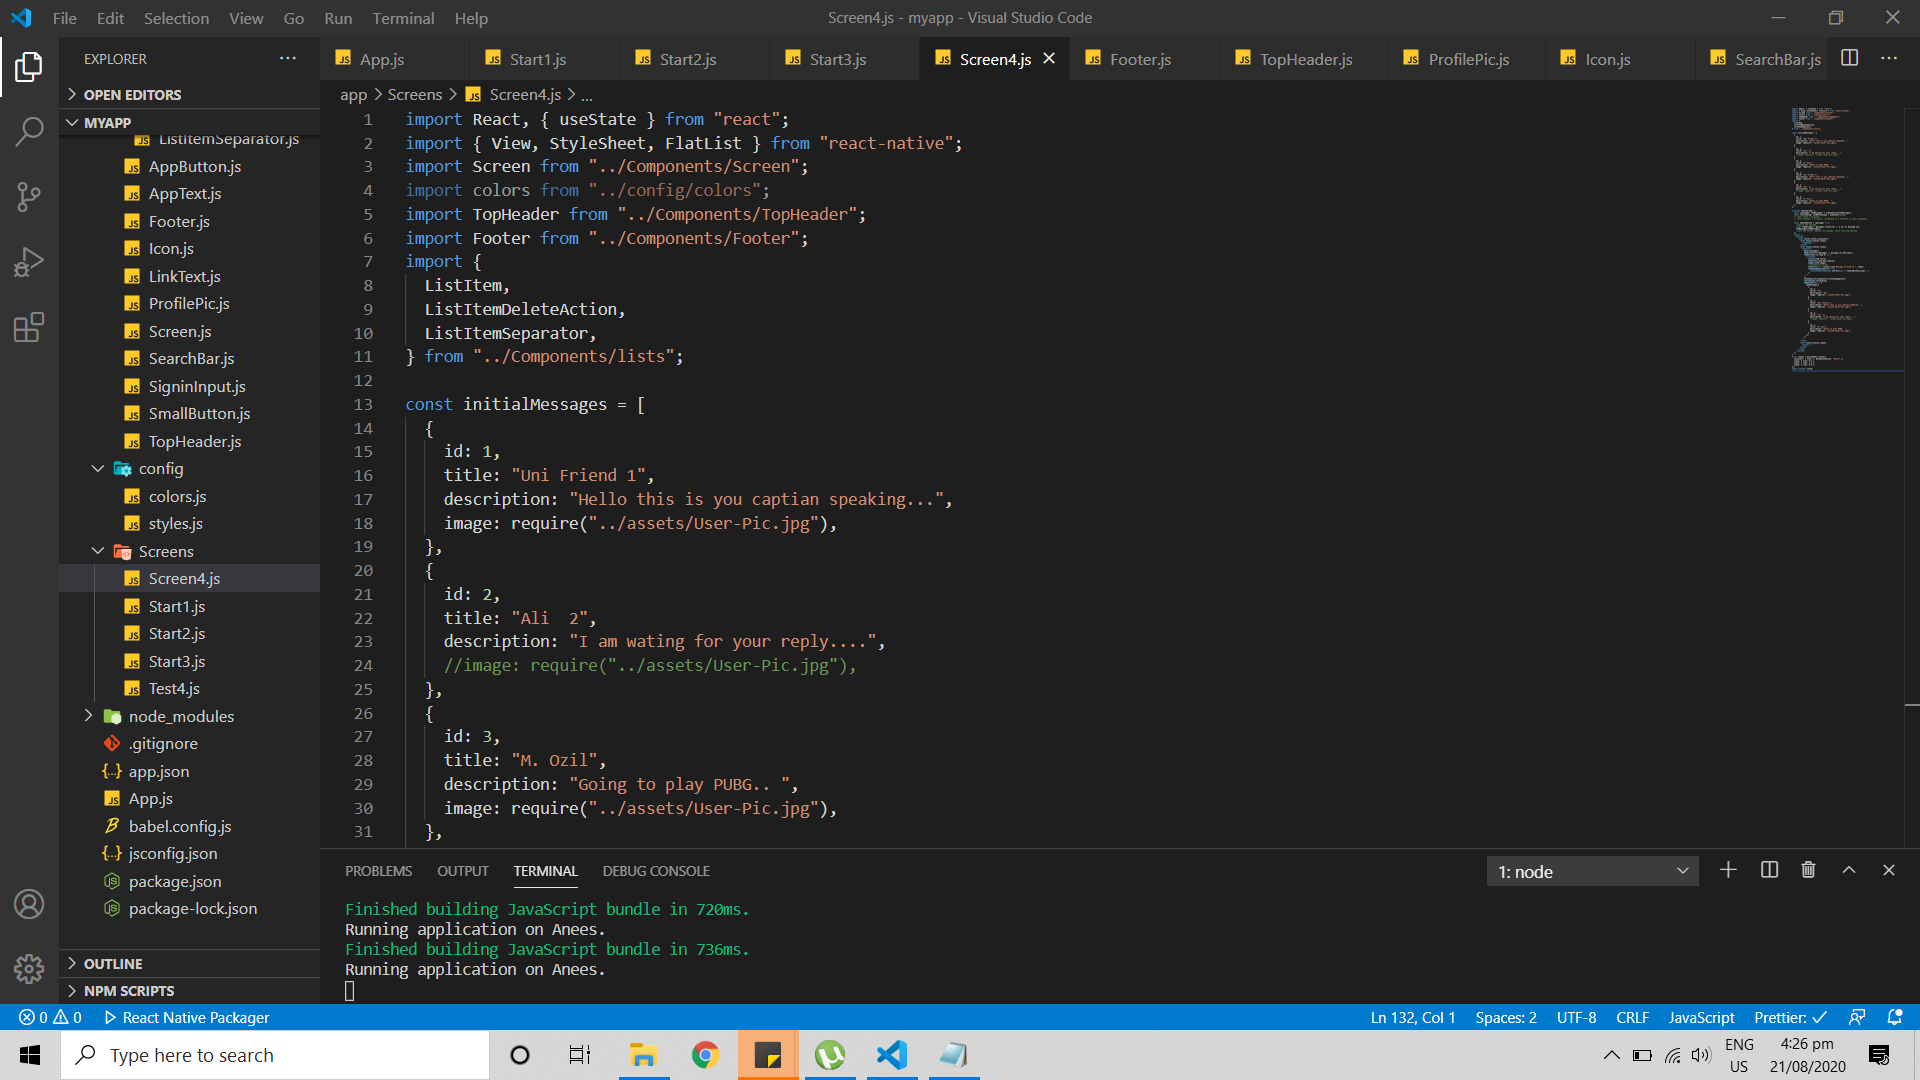 File Edit Selection View Go Run Terminal Help
Screen4.js - myapp - Visual Studio Code
EXPLORER
OPEN EDITORS
MYAPP
ListItemSeparator.js
AppButton.js
AppText.js
Footer.js
Icon.js
LinkText.js
ProfilePic.js
Screen.js
SearchBar.js
SigninInput.js
SmallButton.js
TopHeader.js
config
colors.js
styles.js
Screens
Screen4.js
Start1.js
Start2.js
Start3.js
Test4.js
node_modules
.gitignore
app.json
App.js
babel.config.js
jsconfig.json
package.json
package-lock.json
OUTLINE
NPM SCRIPTS
App.js Start1.js Start2.js Start3.js Screen4.js Footer.js TopHeader.js ProfilePic.js Icon.js SearchBar.js
app > Screens > Screen4.js > ...
1 import React, { useState } from "react";
2 import { View, StyleSheet, FlatList } from "react-native";
3 import Screen from "../Components/Screen";
4 import colors from "../config/colors";
5 import TopHeader from "../Components/TopHeader";
6 import Footer from "../Components/Footer";
7 import {
8 ListItem,
9 ListItemDeleteAction,
10 ListItemSeparator,
11 } from "../Components/lists";
12
13 const initialMessages = [
14 {
15 id: 1,
16 title: "Uni Friend 1",
17 description: "Hello this is you captian speaking...",
18 image: require("../assets/User-Pic.jpg"),
19 },
20 {
21 id: 2,
22 title: "Ali  2",
23 description: "I am wating for your reply....",
24 //image: require("../assets/User-Pic.jpg"),
25 },
26 {
27 id: 3,
28 title: "M. Ozil",
29 description: "Going to play PUBG.. ",
30 image: require("../assets/User-Pic.jpg"),
31 },
PROBLEMS OUTPUT TERMINAL DEBUG CONSOLE
1: node
Finished building JavaScript bundle in 720ms.
Running application on Anees.
Finished building JavaScript bundle in 736ms.
Running application on Anees.
0 0 React Native Packager
Ln 132, Col 1 Spaces: 2 UTF-8 CRLF JavaScript Prettier: ✓
Type here to search
ENG
US
4:26 pm
21/08/2020